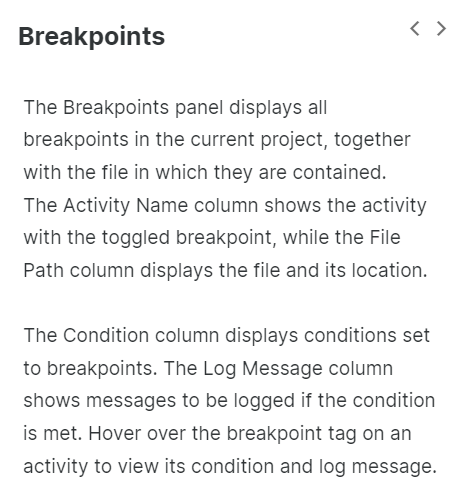 Breakpoints
The Breakpoints panel displays all
breakpoints in the current project, together
with the file in which they are contained.
The Activity Name column shows the activity
with the toggled breakpoint, while the File
Path column displays the file and its location.
The Condition column displays conditions set
to breakpoints. The Log Message column
shows messages to be logged if the condition
is met. Hover over the breakpoint tag on an
activity to view its condition and log message.